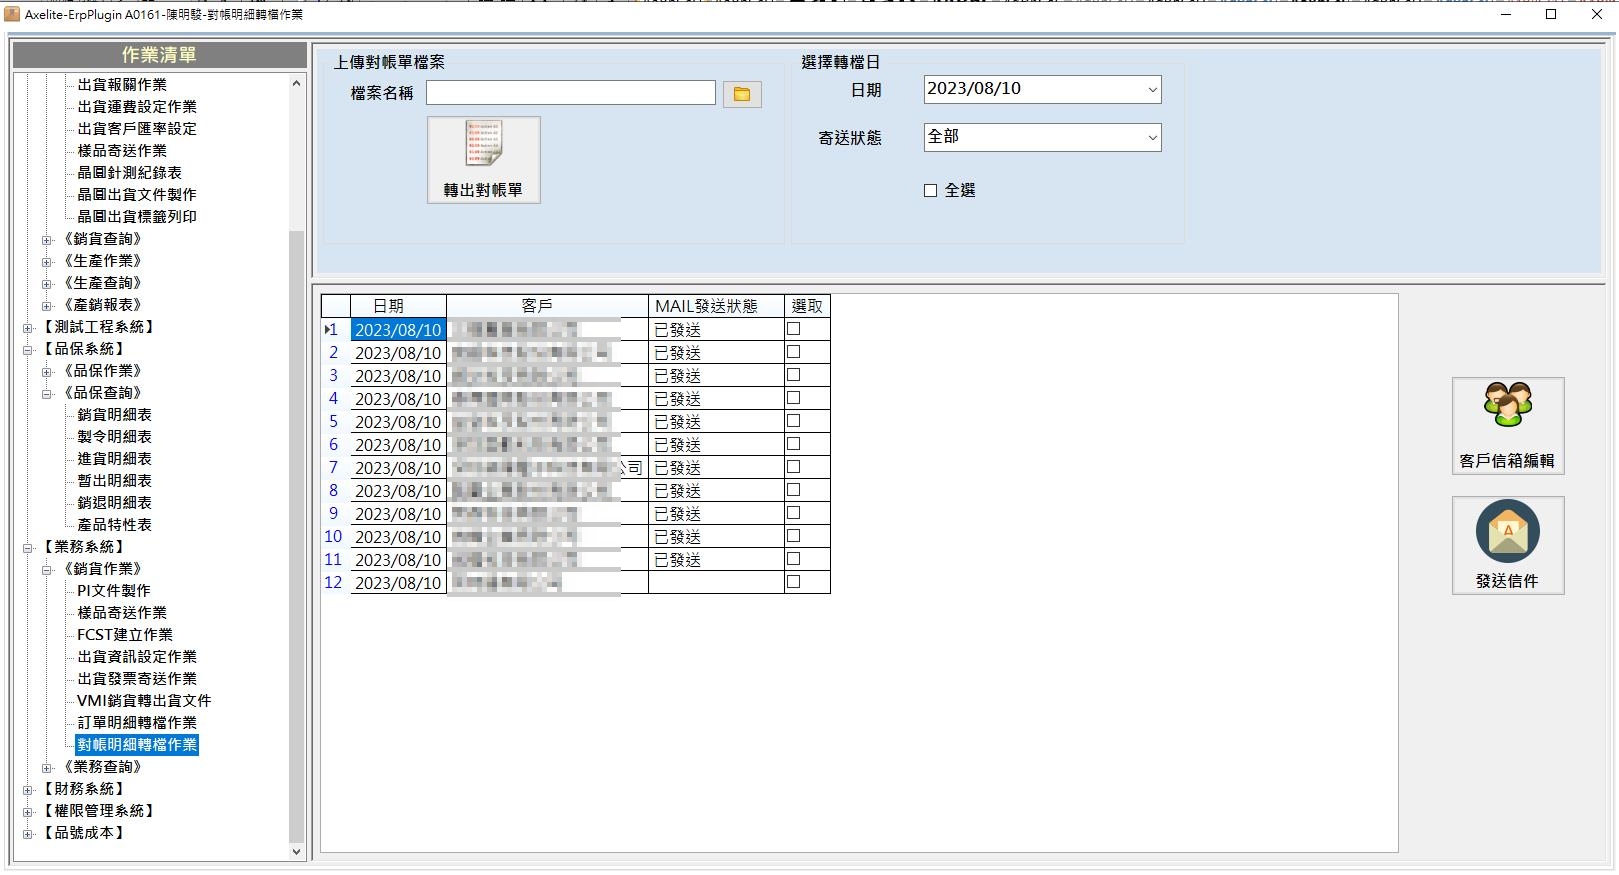 Axelite-ErpPlugin A0161-陳明駿-對帳明細轉檔作業
作業清單
出貨報關作業
出貨運費設定作業
出貨客戶匯率設定
樣品寄送作業
晶圓針測紀錄表
晶圓出貨文件製作
晶圓出貨標籤列印
《銷貨查詢》
《生產作業》
《生產查詢》
《產銷報表》
【測試工程系統】
【品保系統】
《品保作業》
《品保查詢》
銷貨明細表
製令明細表
進貨明細表
暫出明細表
銷退明細表
產品特性表
【業務系統】
《銷貨作業》
PI文件製作
樣品寄送作業
FCST建立作業
出貨資訊設定作業
出貨發票寄送作業
VMI銷貨轉出貨文件
訂單明細轉檔作業
對帳明細轉檔作業
《業務查詢》
【財務系統】
【權限管理系統】
【品號成本】
上傳對帳單檔案
檔案名稱
轉出對帳單
選擇轉檔日
日期 2023/08/10
寄送狀態 全部
全選
日期 客戶 MAIL發送狀態 選取
1 2023/08/10 已發送
2 2023/08/10 已發送
3 2023/08/10 已發送
4 2023/08/10 已發送
5 2023/08/10 已發送
6 2023/08/10 已發送
7 2023/08/10 公司 已發送
8 2023/08/10 已發送
9 2023/08/10 已發送
10 2023/08/10 已發送
11 2023/08/10 已發送
12 2023/08/10
客戶信箱編輯
A
發送信件